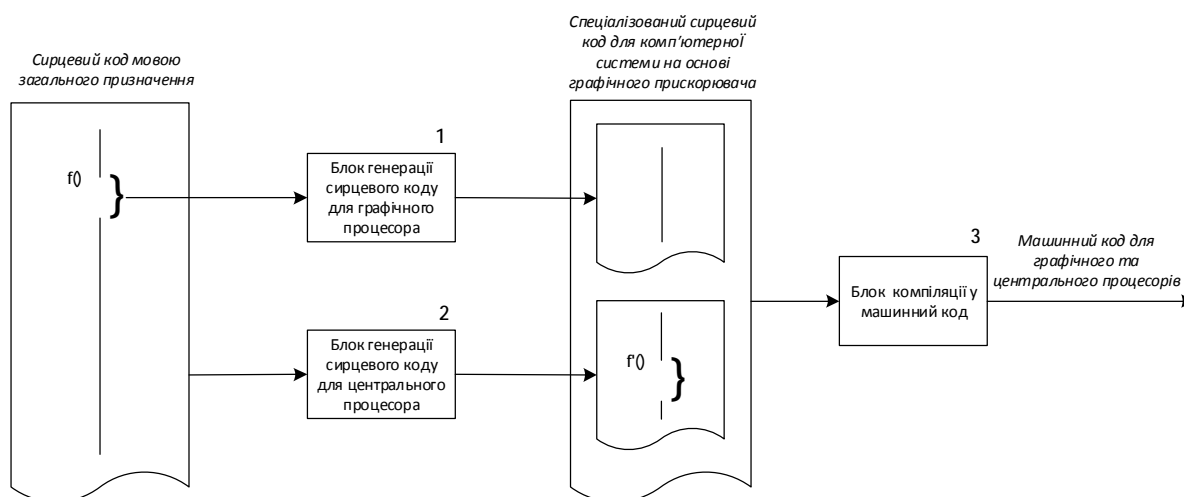 Сирцевий код мовою
загального призначення
f()
}
1
Блок генерації
сирцевого коду
для графічного
процесора
2
Блок генерації
сирцевого коду
для центрального
процесора
Спеціалізований сирцевий
код для комп’ютерної
системи на основі
графічного прискорювача
f'()
}
3
Блок компіляції у
машинний код
Машинний код для
графічного та
центрального процесорів